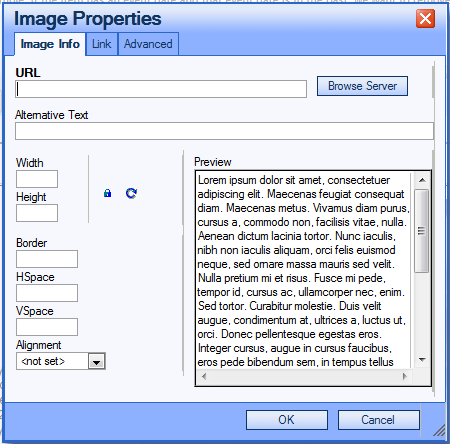 Image Properties
Image Info
Link
Advanced
URL
Browse Server
Alternative Text
Width
Height
Border
HSpace
VSpace
Alignment
<not set>
Preview
Lorem ipsum dolor sit amet, consectetuer
adipiscing elit. Maecenas feugiat consequat
diam. Maecenas metus. Vivamus diam purus,
cursus a, commodo non, facilisis vitae, nulla.
Aenean dictum lacinia tortor. Nunc iaculis,
nibh non iaculis aliquam, orci felis euismod
neque, sed ornare massa mauris sed velit.
Nulla pretium mi et risus. Fusce mi pede,
tempor id, cursus ac, ullamcorper nec, enim.
Sed tortor. Curabitur molestie. Duis velit
augue, condimentum at, ultrices a, luctus ut,
orci. Donec pellentesque egestas eros.
Integer cursus, augue in cursus faucibus,
eros pede bibendum sem, in tempus tellus
OK
Cancel